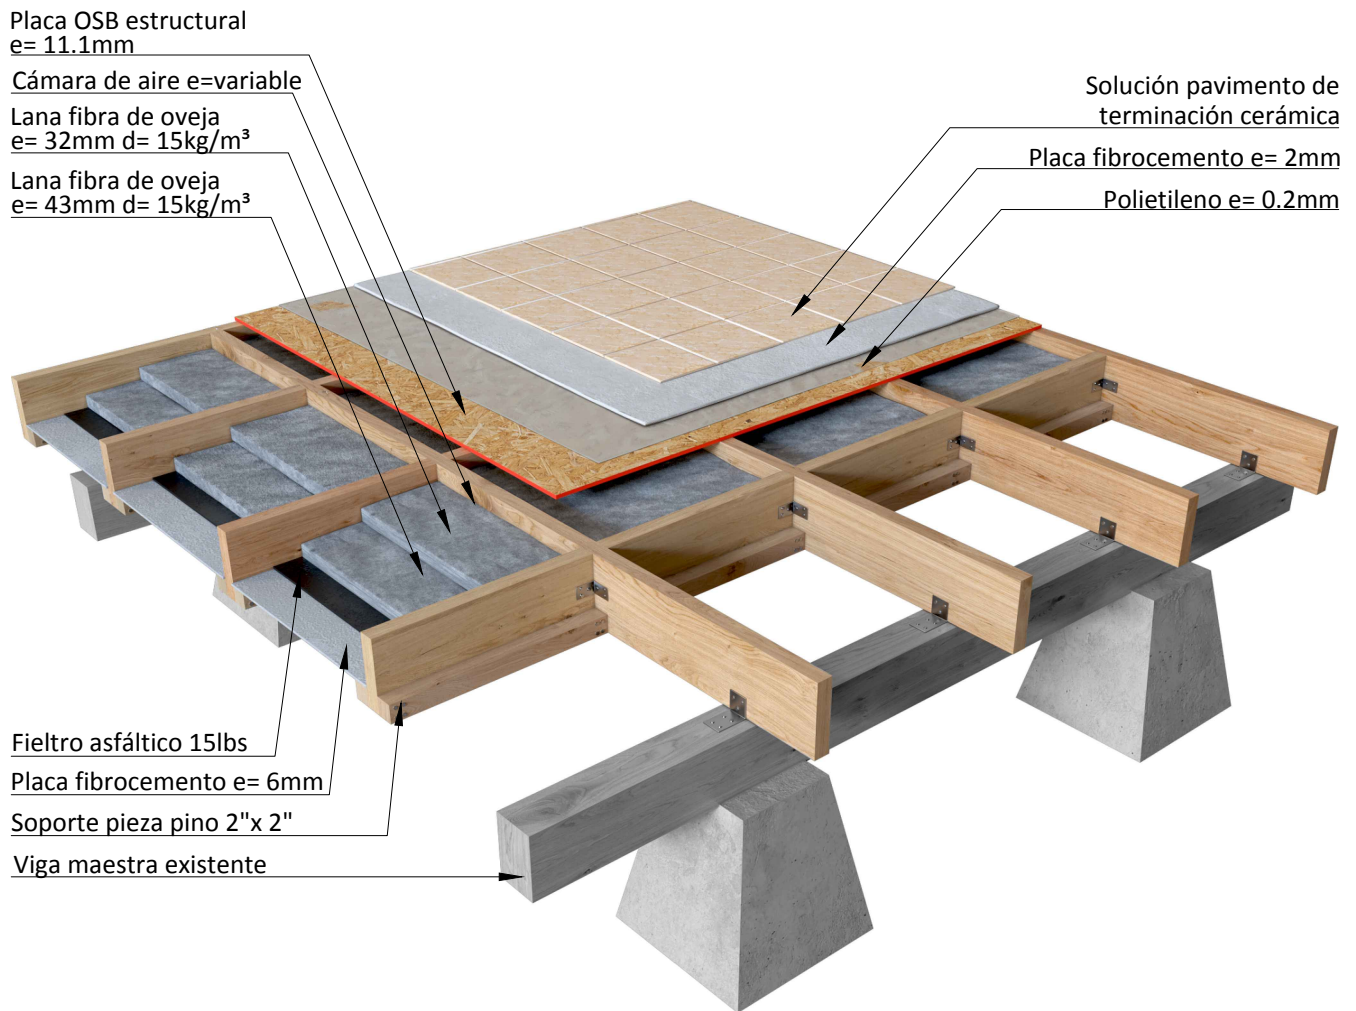 Placa OSB estructural
e= 11.1mm
Cámara de aire e=variable
Lana fibra de oveja
e= 32mm d= 15kg/m³
Lana fibra de oveja
e= 43mm d= 15kg/m³
Solución pavimento de
terminación cerámica
Placa fibrocemento e= 2mm
Polietileno e= 0.2mm
Fieltro asfáltico 15lbs
Placa fibrocemento e= 6mm
Soporte pieza pino 2"x 2"
Viga maestra existente